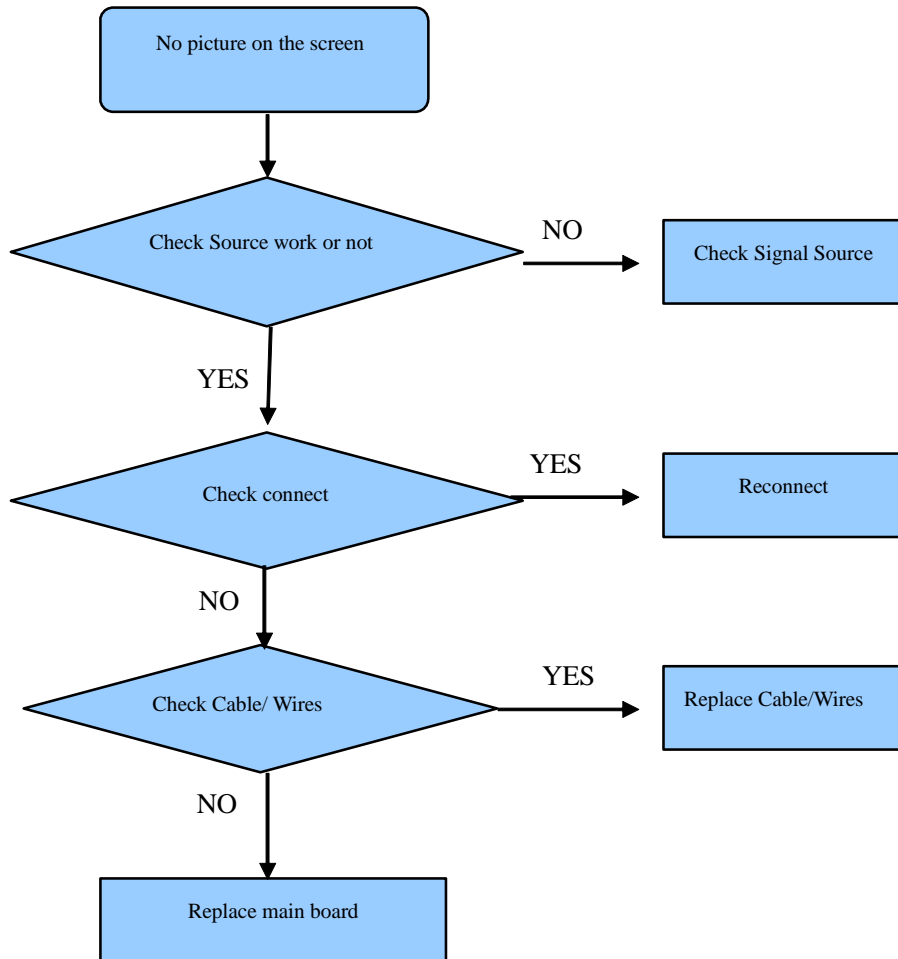 No picture on the screen
Check Source work or not
NO
Check Signal Source
YES
Check connect
YES
Reconnect
NO
Check Cable/ Wires
YES
Replace Cable/Wires
NO
Replace main board